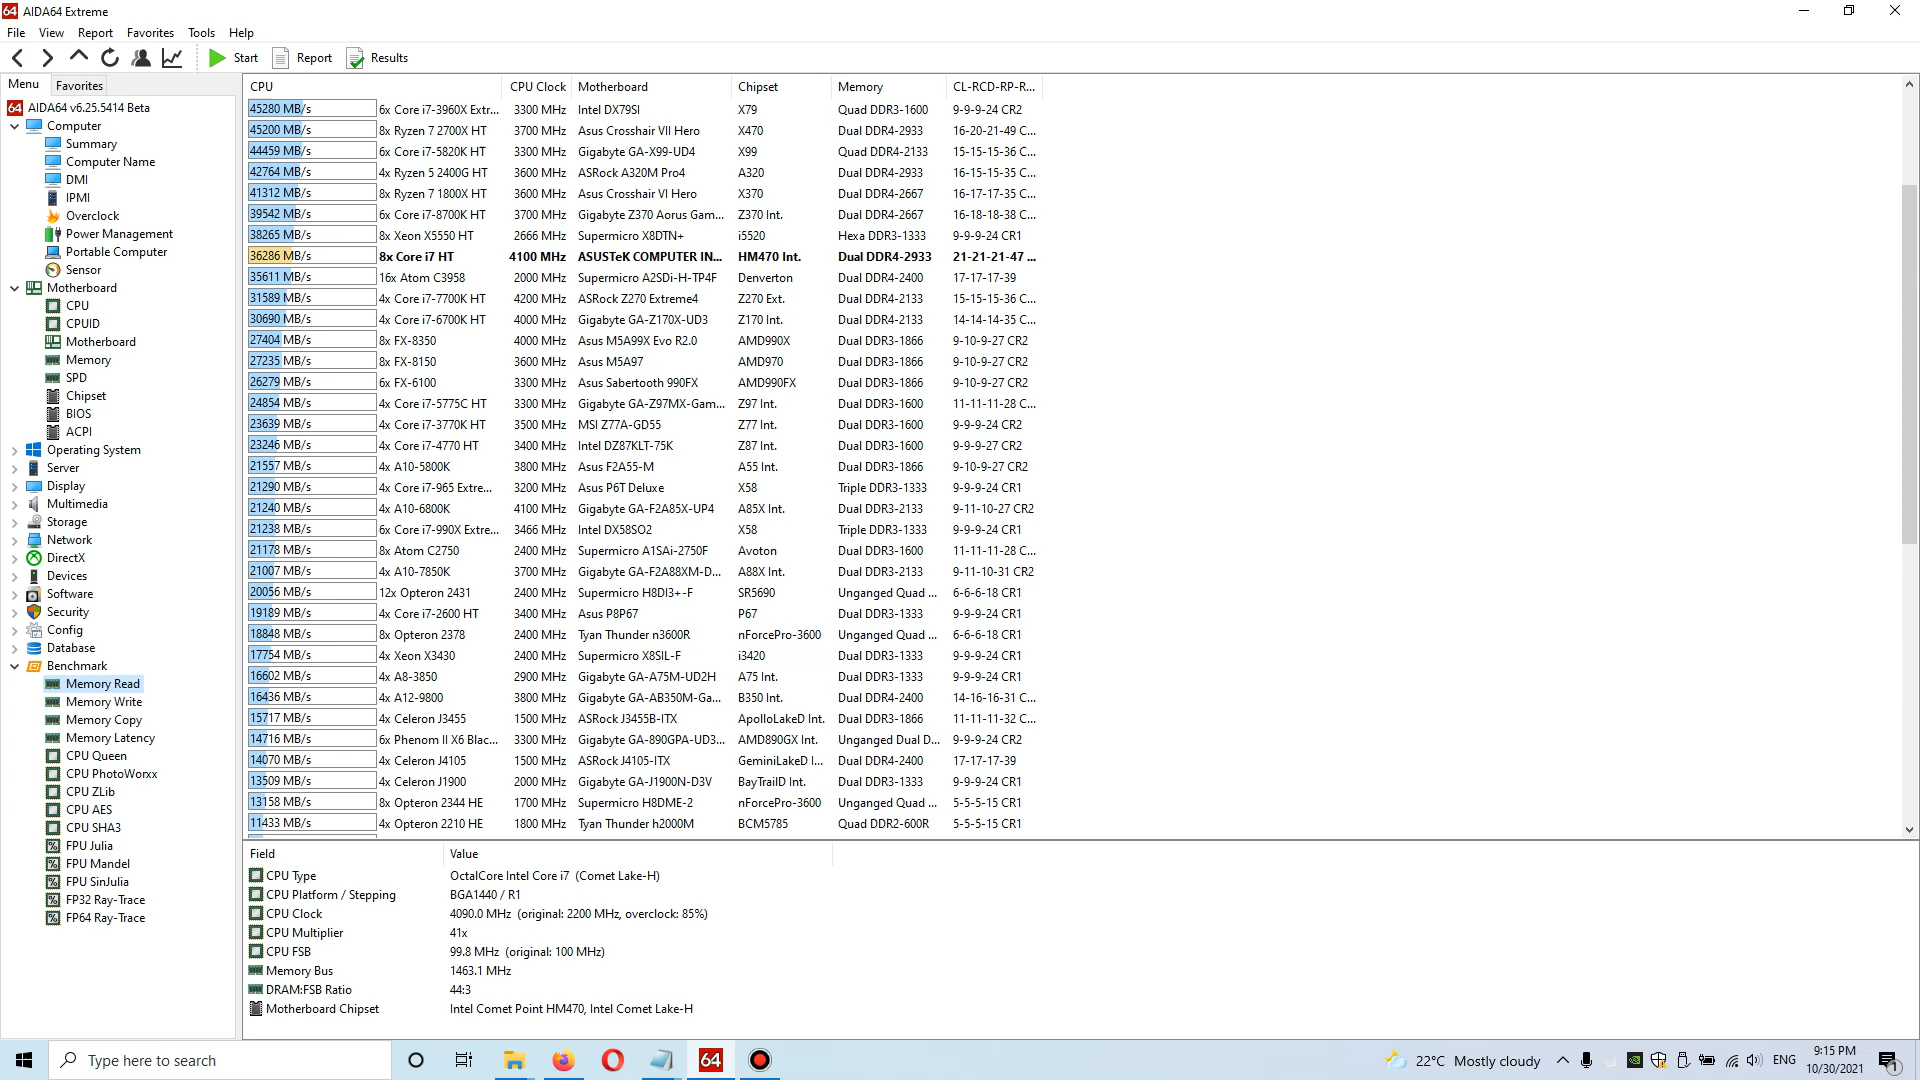 AIDA64 Extreme
File View Report Favorites Tools Help
Start Report Results
Menu Favorites
AIDA64 v6.25.5414 Beta
Computer
Summary
Computer Name
DMI
IPMI
Overclock
Power Management
Portable Computer
Sensor
Motherboard
CPU
CPUID
Motherboard
Memory
SPD
Chipset
BIOS
ACPI
Operating System
Server
Display
Multimedia
Storage
Network
DirectX
Devices
Software
Security
Config
Database
Benchmark
Memory Read
Memory Write
Memory Copy
Memory Latency
CPU Queen
CPU PhotoWorxx
CPU ZLib
CPU AES
CPU SHA3
FPU Julia
FPU Mandel
FPU SinJulia
FP32 Ray-Trace
FP64 Ray-Trace
CPU CPU Clock Motherboard Chipset Memory CL-RCD-RP-R...
45280 MB/s 6x Core i7-3960X Extr... 3300 MHz Intel DX79SI X79 Quad DDR3-1600 9-9-9-24 CR2
45200 MB/s 8x Ryzen 7 2700X HT 3700 MHz Asus Crosshair VII Hero X470 Dual DDR4-2933 16-20-21-49 C...
44459 MB/s 6x Core i7-5820K HT 3300 MHz Gigabyte GA-X99-UD4 X99 Quad DDR4-2133 15-15-15-36 C...
42764 MB/s 4x Ryzen 5 2400G HT 3600 MHz ASRock A320M Pro4 A320 Dual DDR4-2933 16-15-15-35 C...
41312 MB/s 8x Ryzen 7 1800X HT 3600 MHz Asus Crosshair VI Hero X370 Dual DDR4-2667 16-17-17-35 C...
39542 MB/s 6x Core i7-8700K HT 3700 MHz Gigabyte Z370 Aorus Gam... Z370 Int. Dual DDR4-2667 16-18-18-38 C...
38265 MB/s 8x Xeon X5550 HT 2666 MHz Supermicro X8DTN+ i5520 Hexa DDR3-1333 9-9-9-24 CR1
36286 MB/s 8x Core i7 HT 4100 MHz ASUSTeK COMPUTER IN... HM470 Int. Dual DDR4-2933 21-21-21-47 ...
35611 MB/s 16x Atom C3958 2000 MHz Supermicro A2SDi-H-TP4F Denverton Dual DDR4-2400 17-17-17-39
31589 MB/s 4x Core i7-7700K HT 4200 MHz ASRock Z270 Extreme4 Z270 Ext. Dual DDR4-2133 15-15-15-36 C...
30690 MB/s 4x Core i7-6700K HT 4000 MHz Gigabyte GA-Z170X-UD3 Z170 Int. Dual DDR4-2133 14-14-14-35 C...
27404 MB/s 8x FX-8350 4000 MHz Asus M5A99X Evo R2.0 AMD990X Dual DDR3-1866 9-10-9-27 CR2
27235 MB/s 8x FX-8150 3600 MHz Asus M5A97 AMD970 Dual DDR3-1866 9-10-9-27 CR2
26279 MB/s 6x FX-6100 3300 MHz Asus Sabertooth 990FX AMD990FX Dual DDR3-1866 9-10-9-27 CR2
24854 MB/s 4x Core i7-5775C HT 3300 MHz Gigabyte GA-Z97MX-Gam... Z97 Int. Dual DDR3-1600 11-11-11-28 C...
23639 MB/s 4x Core i7-3770K HT 3500 MHz MSI Z77A-GD55 Z77 Int. Dual DDR3-1600 9-9-9-24 CR2
23246 MB/s 4x Core i7-4770 HT 3400 MHz Intel DZ87KLT-75K Z87 Int. Dual DDR3-1600 9-9-9-27 CR2
21557 MB/s 4x A10-5800K 3800 MHz Asus F2A55-M A55 Int. Dual DDR3-1866 9-10-9-27 CR2
21290 MB/s 4x Core i7-965 Extre... 3200 MHz Asus P6T Deluxe X58 Triple DDR3-1333 9-9-9-24 CR1
21240 MB/s 4x A10-6800K 4100 MHz Gigabyte GA-F2A85X-UP4 A85X Int. Dual DDR3-2133 9-11-10-27 CR2
21238 MB/s 6x Core i7-990X Extre... 3466 MHz Intel DX58SO2 X58 Triple DDR3-1333 9-9-9-24 CR1
21178 MB/s 8x Atom C2750 2400 MHz Supermicro A1SAi-2750F Avoton Dual DDR3-1600 11-11-11-28 C...
21007 MB/s 4x A10-7850K 3700 MHz Gigabyte GA-F2A88XM-D... A88X Int. Dual DDR3-2133 9-11-10-31 CR2
20056 MB/s 12x Opteron 2431 2400 MHz Supermicro H8DI3+-F SR5690 Unganged Quad ... 6-6-6-18 CR1
19189 MB/s 4x Core i7-2600 HT 3400 MHz Asus P8P67 P67 Dual DDR3-1333 9-9-9-24 CR1
18848 MB/s 8x Opteron 2378 2400 MHz Tyan Thunder n3600R nForcePro-3600 Unganged Quad ... 6-6-6-18 CR1
17754 MB/s 4x Xeon X3430 2400 MHz Supermicro X8SIL-F i3420 Dual DDR3-1333 9-9-9-24 CR1
16602 MB/s 4x A8-3850 2900 MHz Gigabyte GA-A75M-UD2H A75 Int. Dual DDR3-1333 9-9-9-24 CR1
16436 MB/s 4x A12-9800 3800 MHz Gigabyte GA-AB350M-Ga... B350 Int. Dual DDR4-2400 14-16-16-31 C...
15717 MB/s 4x Celeron J3455 1500 MHz ASRock J3455B-ITX ApolloLakeD Int. Dual DDR3-1866 11-11-11-32 C...
14716 MB/s 6x Phenom II X6 Blac... 3300 MHz Gigabyte GA-890GPA-UD3... AMD890GX Int. Unganged Dual D... 9-9-9-24 CR2
14070 MB/s 4x Celeron J4105 1500 MHz ASRock J4105-ITX GeminiLakeD I... Dual DDR4-2400 17-17-17-39
13509 MB/s 4x Celeron J1900 2000 MHz Gigabyte GA-J1900N-D3V BayTrailD Int. Dual DDR3-1333 9-9-9-24 CR1
13158 MB/s 8x Opteron 2344 HE 1700 MHz Supermicro H8DME-2 nForcePro-3600 Unganged Quad ... 5-5-5-15 CR1
11433 MB/s 4x Opteron 2210 HE 1800 MHz Tyan Thunder h2000M BCM5785 Quad DDR2-600R 5-5-5-15 CR1
Field Value
CPU Type OctalCore Intel Core i7 (Comet Lake-H)
CPU Platform / Stepping BGA1440 / R1
CPU Clock 4090.0 MHz (original: 2200 MHz, overclock: 85%)
CPU Multiplier 41x
CPU FSB 99.8 MHz (original: 100 MHz)
Memory Bus 1463.1 MHz
DRAM:FSB Ratio 44:3
Motherboard Chipset Intel Comet Point HM470, Intel Comet Lake-H
Type here to search
64
22°C Mostly cloudy
ENG
9:15 PM
10/30/2021
1